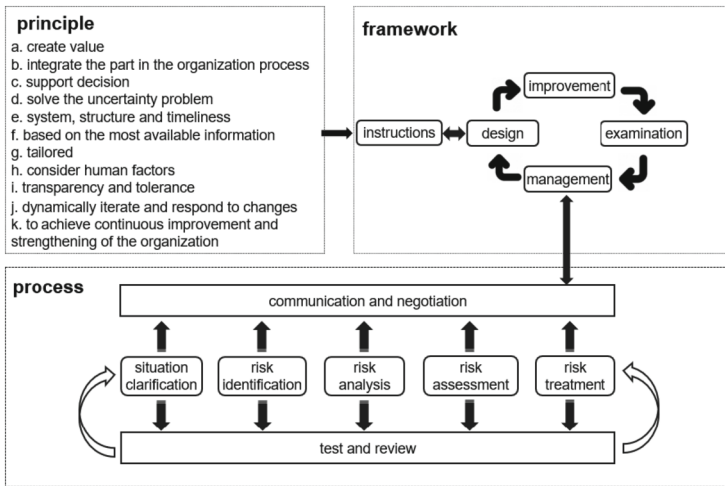 principle
a. create value
b. integrate the part in the organization process
c. support decision
d. solve the uncertainty problem
e. system, structure and timeliness
f. based on the most available information
g. tailored
h. consider human factors
i. transparency and tolerance
j. dynamically iterate and respond to changes
k. to achieve continuous improvement and
strengthening of the organization
framework
improvement
instructions
design
examination
management
process
communication and negotiation
situation
clarification
risk
identification
risk
analysis
risk
assessment
risk
treatment
test and review